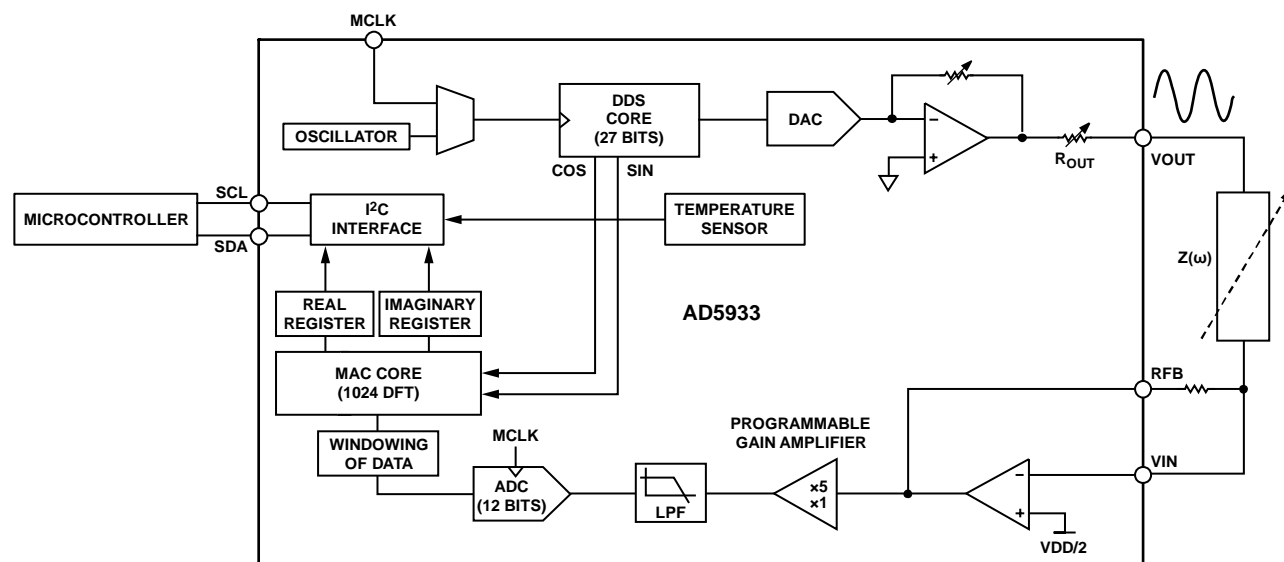 MCLK
OSCILLATOR
DDS
CORE
(27 BITS)
COS
SIN
DAC
ROUT
VOUT
MICROCONTROLLER
SCL
SDA
I2C
INTERFACE
TEMPERATURE
SENSOR
Z(ω)
REAL
REGISTER
IMAGINARY
REGISTER
AD5933
MAC CORE
(1024 DFT)
RFB
PROGRAMMABLE
GAIN AMPLIFIER
WINDOWING
OF DATA
MCLK
ADC
(12 BITS)
LPF
×5
×1
VIN
VDD/2